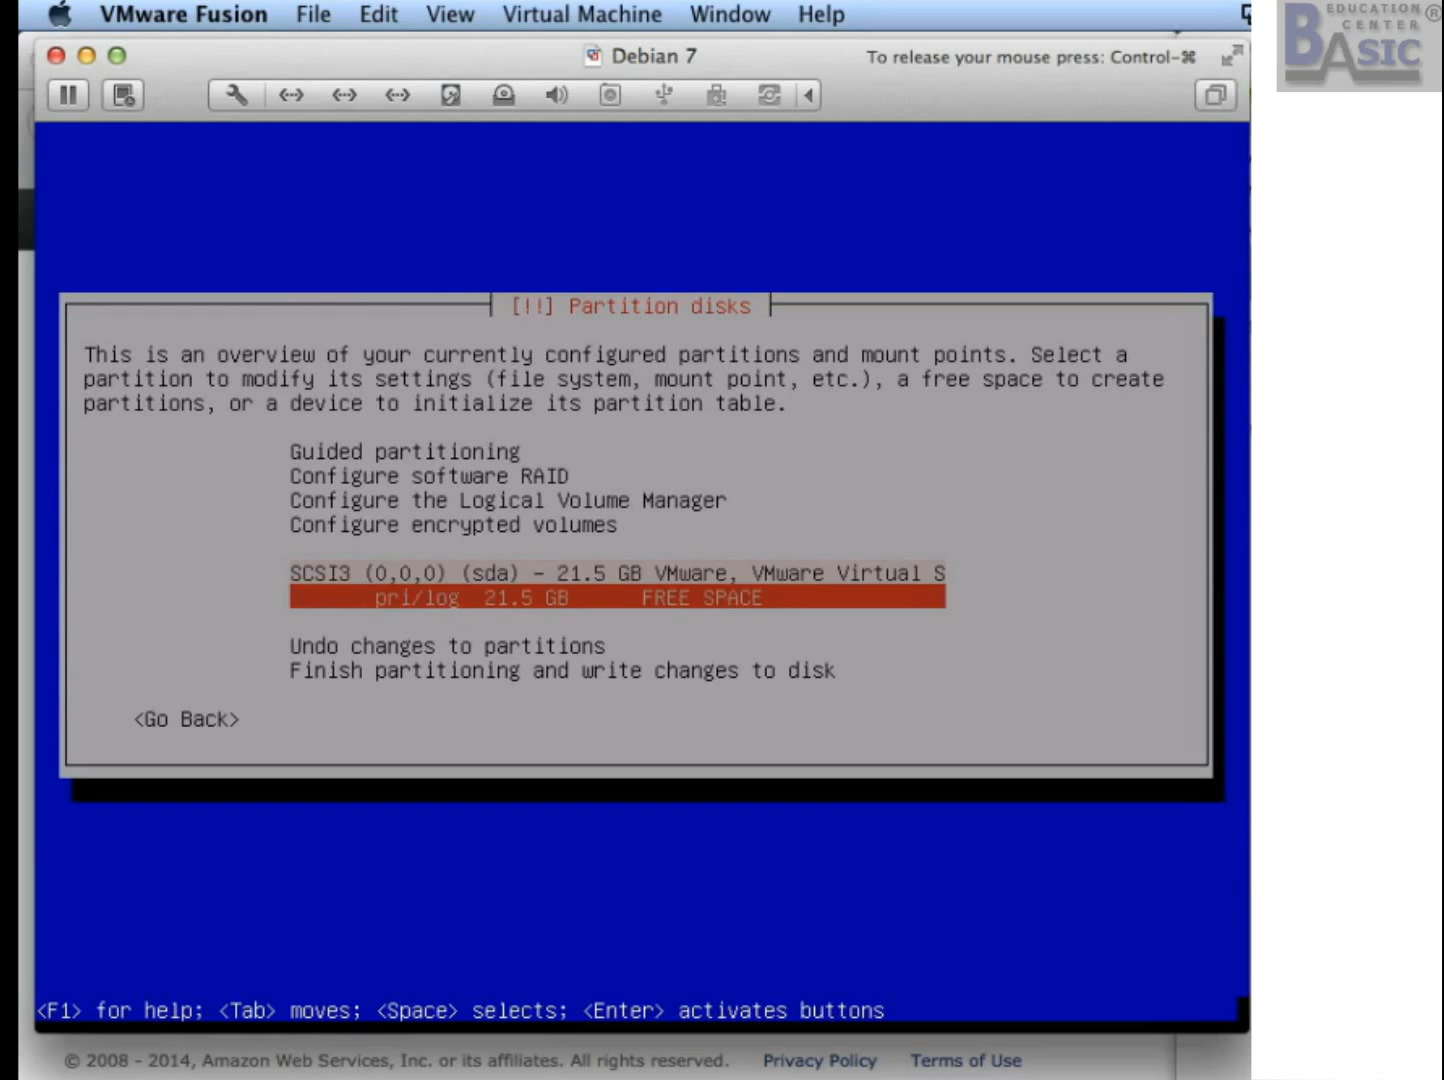 VMware Fusion File Edit View Virtual Machine Window Help
EDUCATION
CENTER
BASIC
Debian 7
To release your mouse press: Control-⌘
[!!] Partition disks
This is an overview of your currently configured partitions and mount points. Select a
partition to modify its settings (file system, mount point, etc.), a free space to create
partitions, or a device to initialize its partition table.
Guided partitioning
Configure software RAID
Configure the Logical Volume Manager
Configure encrypted volumes
SCSI3 (0,0,0) (sda) - 21.5 GB VMware, VMware Virtual S
pri/log 21.5 GB FREE SPACE
Undo changes to partitions
Finish partitioning and write changes to disk
<Go Back>
<F1> for help; <Tab> moves; <Space> selects; <Enter> activates buttons
© 2008 - 2014, Amazon Web Services, Inc. or its affiliates. All rights reserved. Privacy Policy Terms of Use